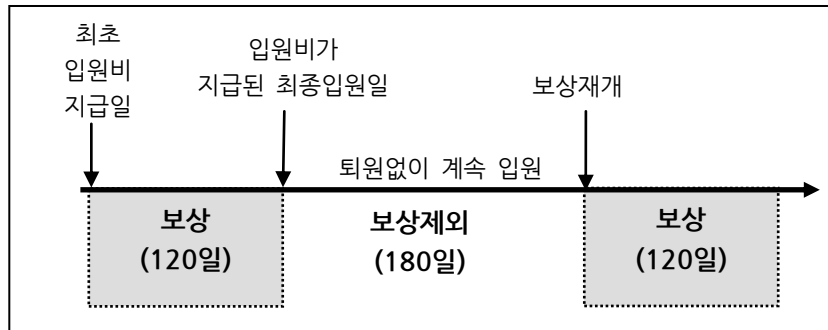 최초
입원비
지급일
입원비가
지급된 최종입원일
보상재개
퇴원없이 계속 입원
보상
(120일)
보상제외
(180일)
보상
(120일)